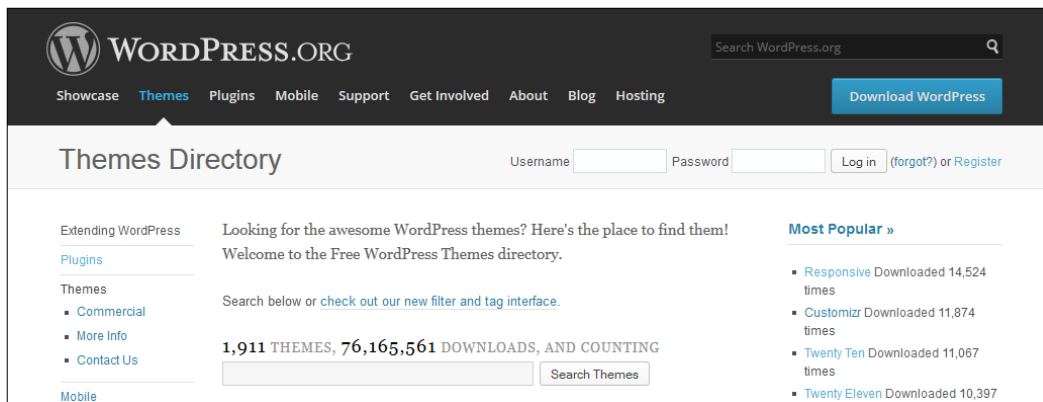 WORDPRESS.ORG
Search WordPress.org
Showcase Themes Plugins Mobile Support Get Involved About Blog Hosting
Download WordPress
Themes Directory
Username Password Log in (forgot?) or Register
Extending WordPress
Plugins
Themes
Commercial
More Info
Contact Us
Mobile
Looking for the awesome WordPress themes? Here's the place to find them!
Welcome to the Free WordPress Themes directory.
Search below or check out our new filter and tag interface.
1,911 THEMES, 76,165,561 DOWNLOADS, AND COUNTING
Search Themes
Most Popular »
Responsive Downloaded 14,524
times
Customizr Downloaded 11,874
times
Twenty Ten Downloaded 11,067
times
Twenty Eleven Downloaded 10,397